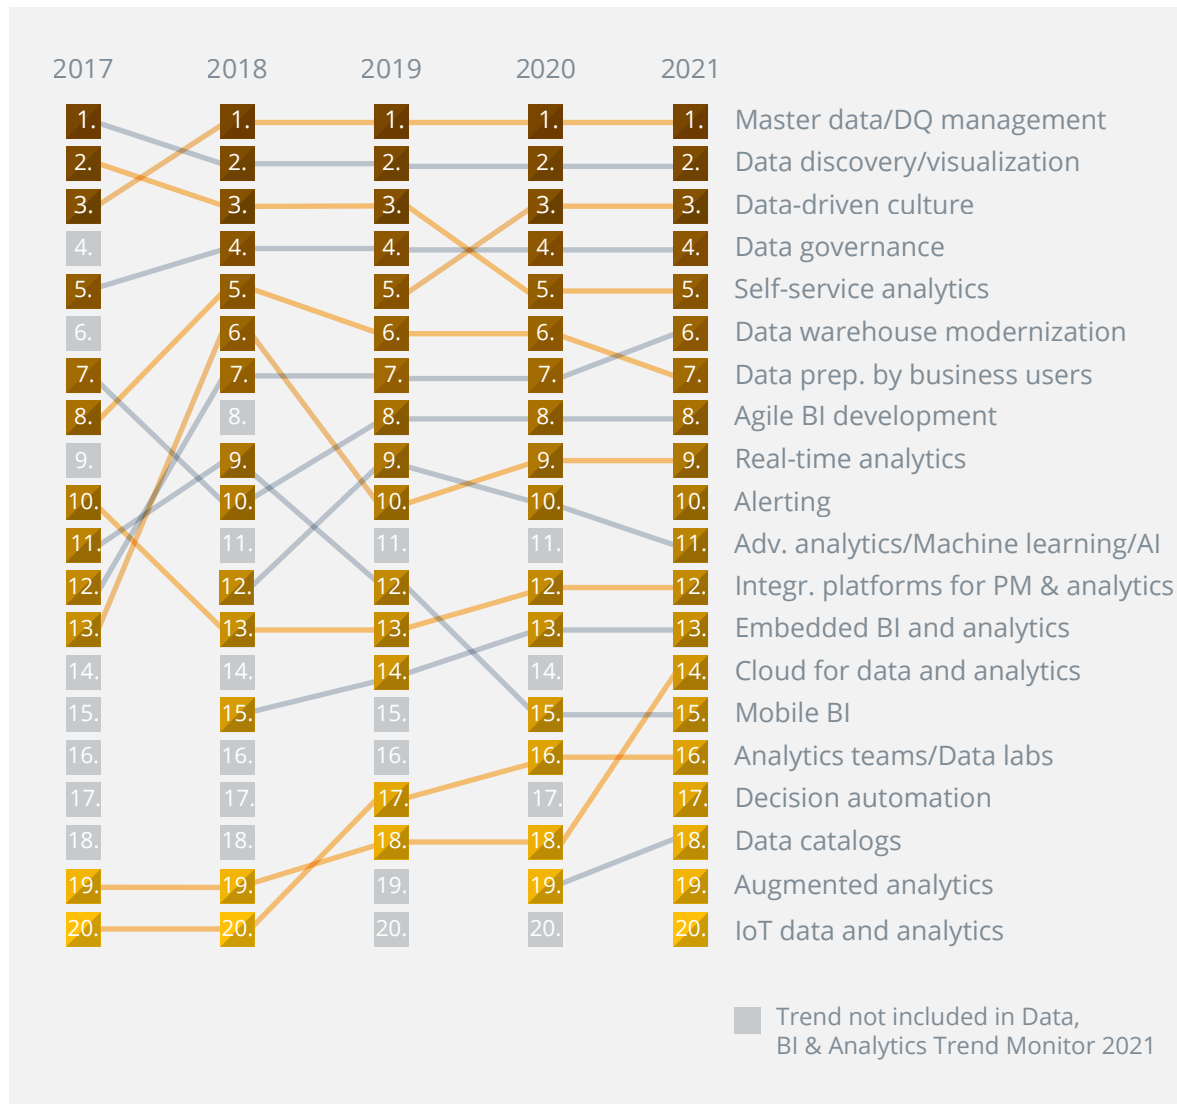 2017 2018 2019 2020 2021
1. 1. 1. 1. 1. Master data/DQ management
2. 2. 2. 2. 2. Data discovery/visualization
3. 3. 3. 3. 3. Data-driven culture
4. 4. 4. 4. 4. Data governance
5. 5. 5. 5. 5. Self-service analytics
6. 6. 6. 6. 6. Data warehouse modernization
7. 7. 7. 7. 7. Data prep. by business users
8. 8. 8. 8. 8. Agile BI development
9. 9. 9. 9. 9. Real-time analytics
10. 10. 10. 10. 10. Alerting
11. 11. 11. 11. 11. Adv. analytics/Machine learning/AI
12. 12. 12. 12. 12. Integr. platforms for PM & analytics
13. 13. 13. 13. 13. Embedded BI and analytics
14. 14. 14. 14. 14. Cloud for data and analytics
15. 15. 15. 15. 15. Mobile BI
16. 16. 16. 16. 16. Analytics teams/Data labs
17. 17. 17. 17. 17. Decision automation
18. 18. 18. 18. 18. Data catalogs
19. 19. 19. 19. 19. Augmented analytics
20. 20. 20. 20. 20. IoT data and analytics
Trend not included in Data,
BI & Analytics Trend Monitor 2021